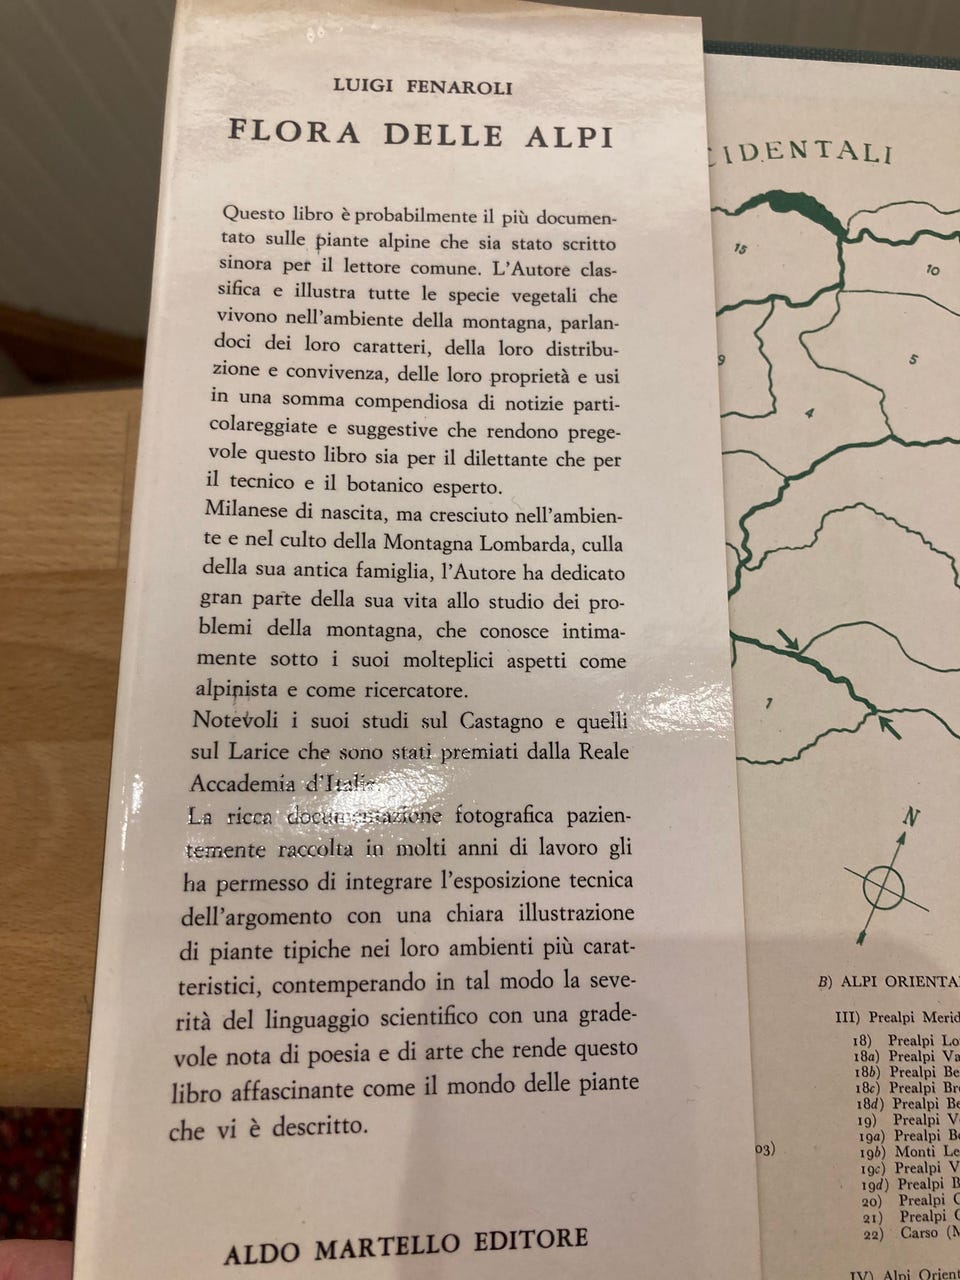 LUIGI FENAROLI
FLORA DELLE ALPI
Questo libro è probabilmente il più documen-
tato sulle piante alpine che sia stato scritto
sinora per il lettore comune. L'Autore clas-
sifica e illustra tutte le specie vegetali che
vivono nell'ambiente della montagna, parlan-
doci dei loro caratteri, della loro distribu-
zione e convivenza, delle loro proprietà e usi
in una somma compendiosa di notizie parti-
colareggiate e suggestive che rendono prege-
vole questo libro sia per il dilettante che per
il tecnico e il botanico esperto.
Milanese di nascita, ma cresciuto nell'ambien-
te e nel culto della Montagna Lombarda, culla
della sua antica famiglia, l'Autore ha dedicato
gran parte della sua vita allo studio dei pro-
blemi della montagna, che conosce intima-
mente sotto i suoi molteplici aspetti come
alpinista e come ricercatore.
Notevoli i suoi studi sul Castagno e quelli
sul Larice che sono stati premiati dalla Reale
Accademia d'Italia.
La ricca documentazione fotografica pazien-
temente raccolta in molti anni di lavoro gli
ha permesso di integrare l'esposizione tecnica
dell'argomento con una chiara illustrazione
di piante tipiche nei loro ambienti più carat-
teristici, contemperando in tal modo la seve-
rità del linguaggio scientifico con una grade-
vole nota di poesia e di arte che rende questo
libro affascinante come il mondo delle piante
che vi è descritto.
ALDO MARTELLO EDITORE
CIDENTALI
15
10
9
5
4
1
N
B) ALPI ORIENTA
III) Prealpi Merid
18) Prealpi Lo
18a) Prealpi Va
18b) Prealpi Be
18c) Prealpi Br
18d) Prealpi Be
19) Prealpi V
19a) Prealpi B
19b) Monti Le
19c) Prealpi V
19d) Prealpi B
20) Prealpi C
21) Prealpi C
22) Carso (M
03)
IV) Alpi Orient